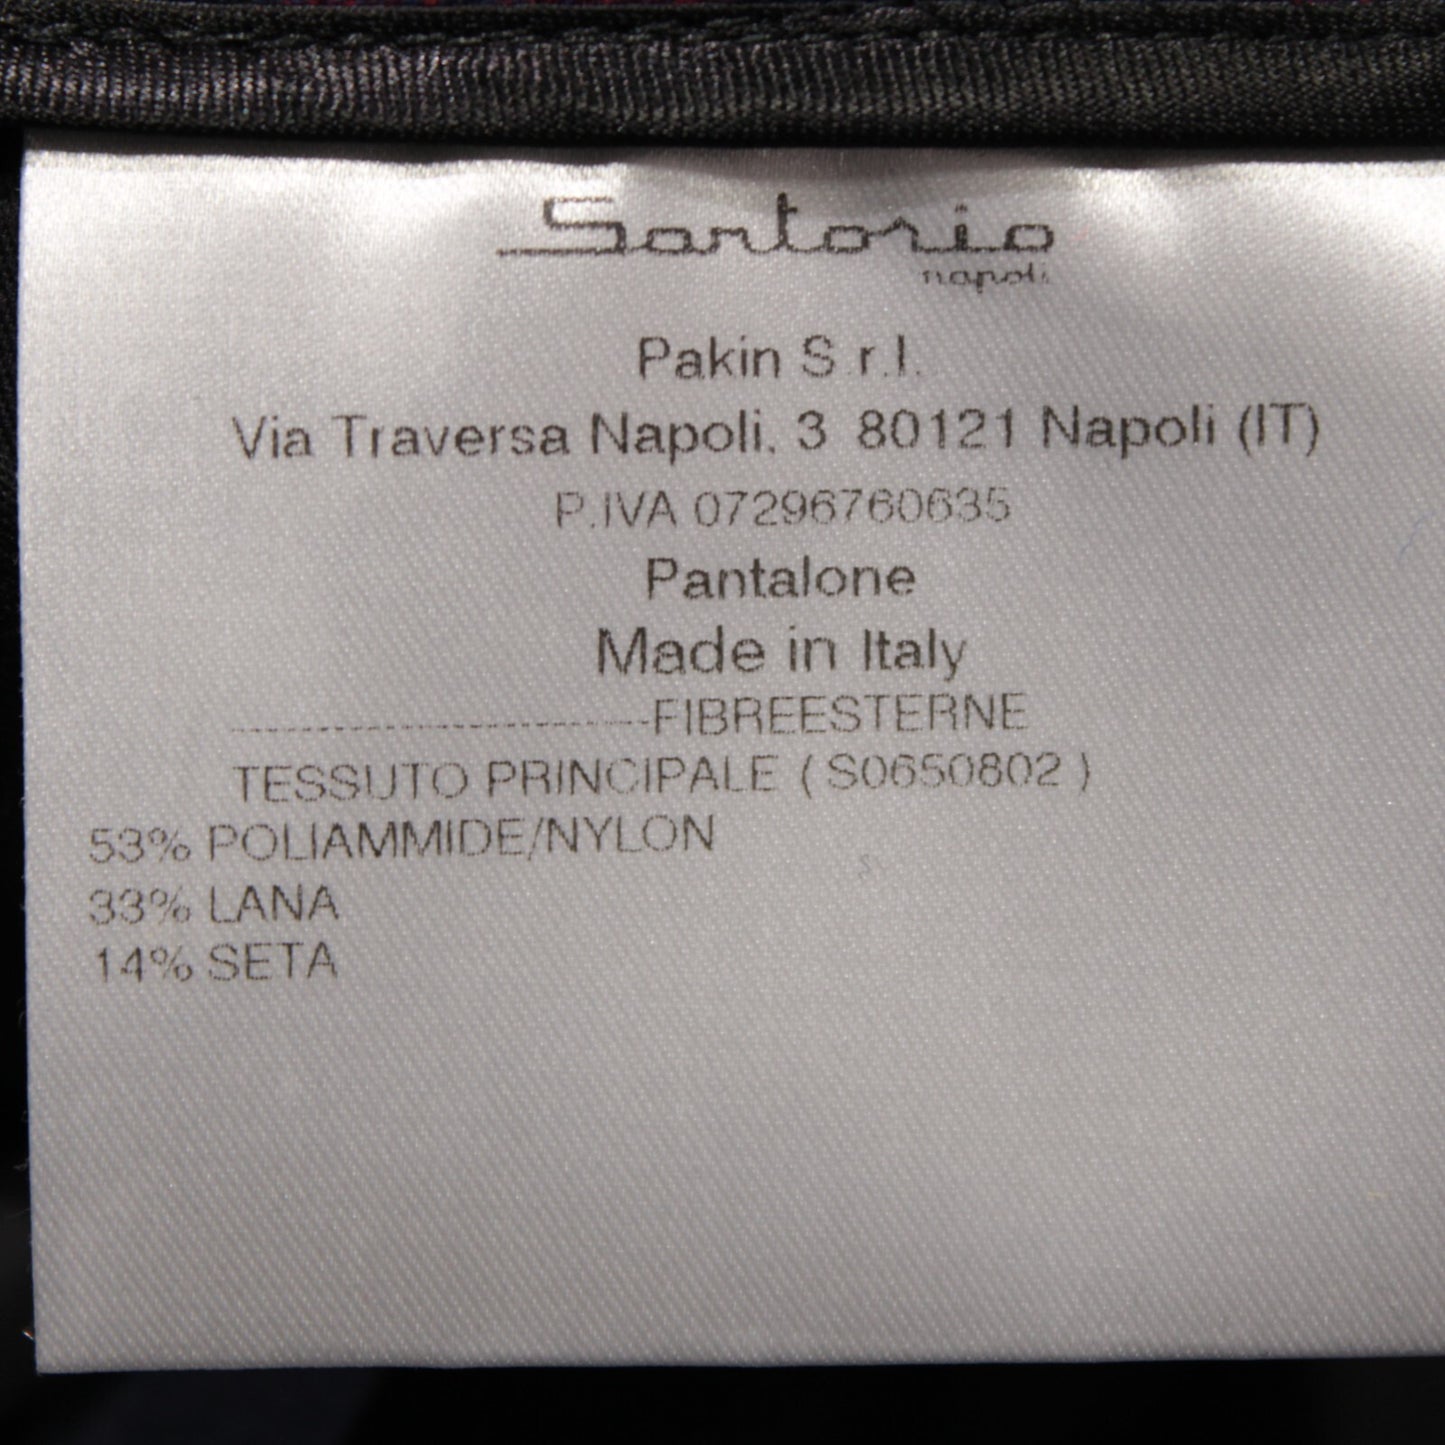 Sartorio
napoli
Pakin S.r.l.
Via Traversa Napoli, 3 80121 Napoli (IT)
P.IVA 07296760635
Pantalone
Made in Italy
-----------------------FIBREESTERNE
TESSUTO PRINCIPALE ( S0650802 )
53% POLIAMMIDE/NYLON
33% LANA
14% SETA